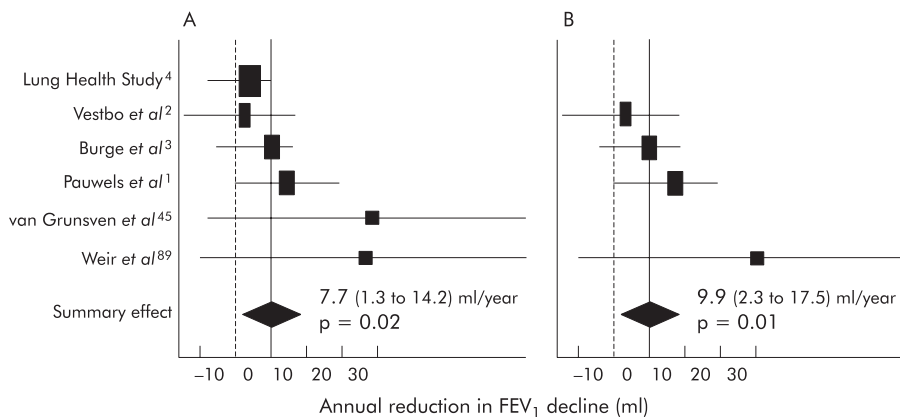 A
B
Lung Health Study⁴
Vestbo et al²
Burge et al³
Pauwels et al¹
van Grunsven et al⁴⁵
Weir et al⁸⁹
Summary effect
7.7 (1.3 to 14.2) ml/year
p = 0.02
9.9 (2.3 to 17.5) ml/year
p = 0.01
–10 0 10 20 30
–10 0 10 20 30
Annual reduction in FEV₁ decline (ml)